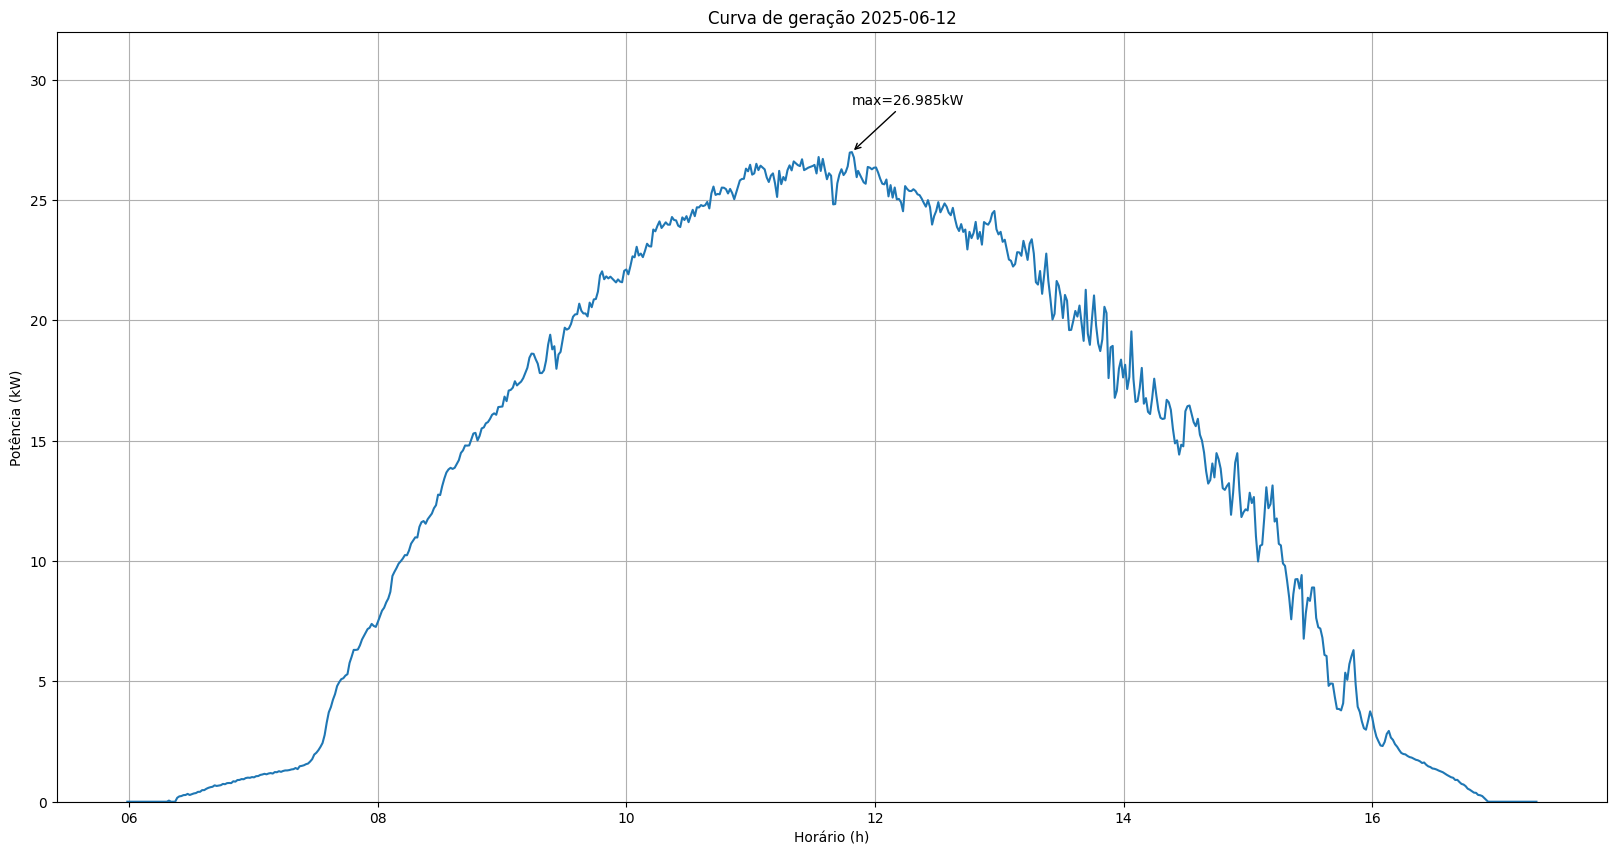 Curva de geração 2025-06-12
30
max=26.985kW
25
20
15
10
5
0
Potência (kW)
06 08 10 12 14 16
Horário (h)